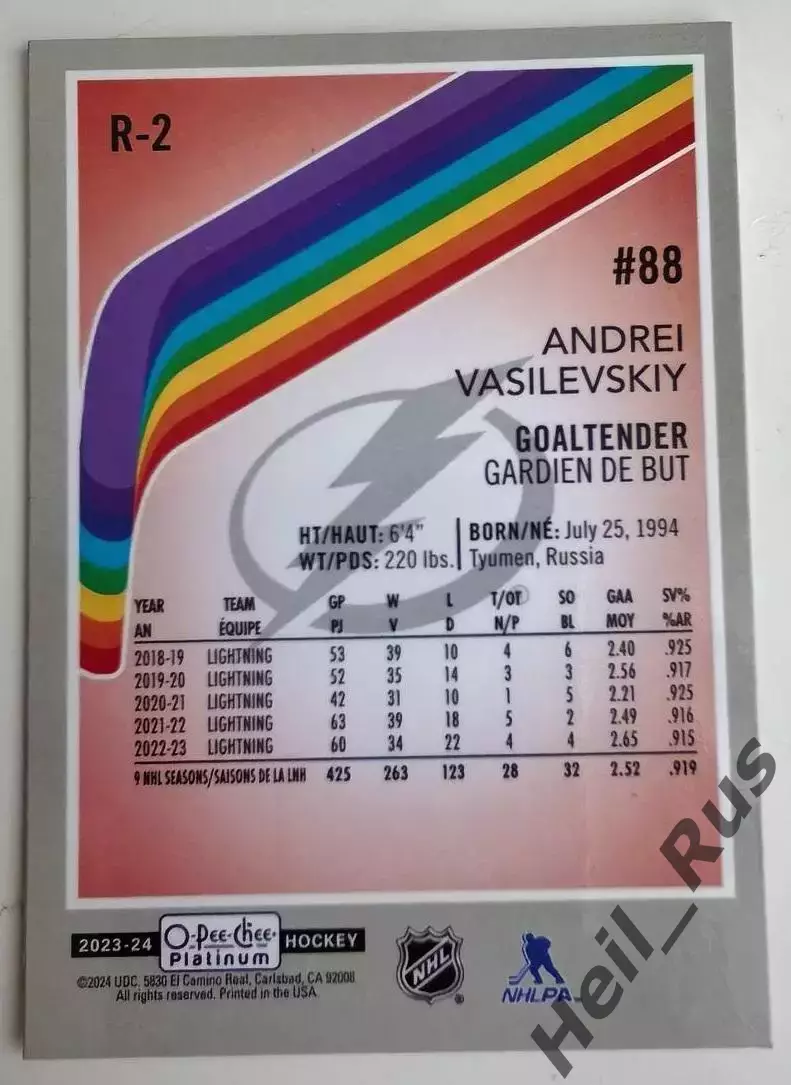 R-2
#88
ANDREI
VASILEVSKIY
GOALTENDER
GARDIEN DE BUT
HT/HAUT: 6'4" BORN/NÉ: July 25, 1994
WT/PDS: 220 lbs. Tyumen, Russia
YEAR TEAM GP W L T/OT SO GAA SV%
AN ÉQUIPE PJ V D N/P BL MOY %AR
2018-19 LIGHTNING 53 39 10 4 6 2.40 .925
2019-20 LIGHTNING 52 35 14 3 3 2.56 .917
2020-21 LIGHTNING 42 31 10 1 5 2.21 .925
2021-22 LIGHTNING 63 39 18 5 2 2.49 .916
2022-23 LIGHTNING 60 34 22 4 4 2.65 .915
9 NHL SEASONS/SAISONS DE LA LNH 425 263 123 28 32 2.52 .919
2023-24 O-Pee-Chee Platinum HOCKEY
©2024 UDC. 5830 El Camino Real, Carlsbad, CA 92008
All rights reserved. Printed in the USA
NHL
NHLPA
Heil_Rus